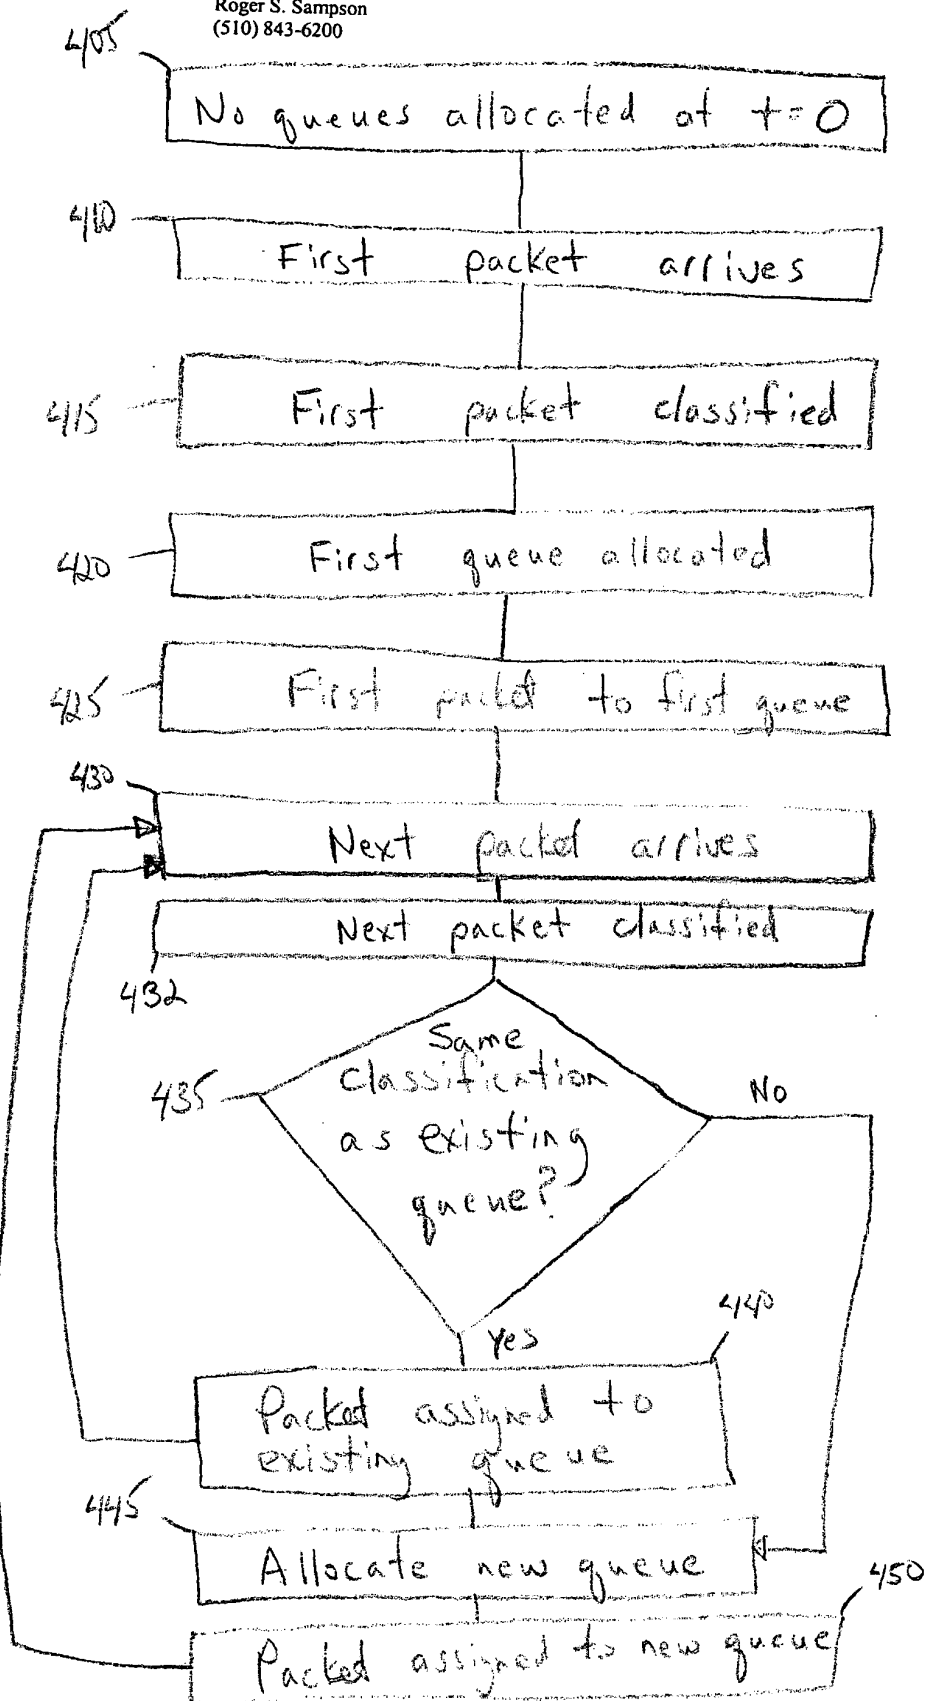 Roger S. Sampson
(510) 843-6200
405
No queues allocated at t=0
410
First packet arrives
415
First packet classified
420
First queue allocated
425
First packet to first queue
430
Next packet arrives
Next packet classified
432
435
Same
classification
as existing
queue?
No
Yes
440
Packet assigned to
existing queue
445
Allocate new queue
450
Packet assigned to new queue